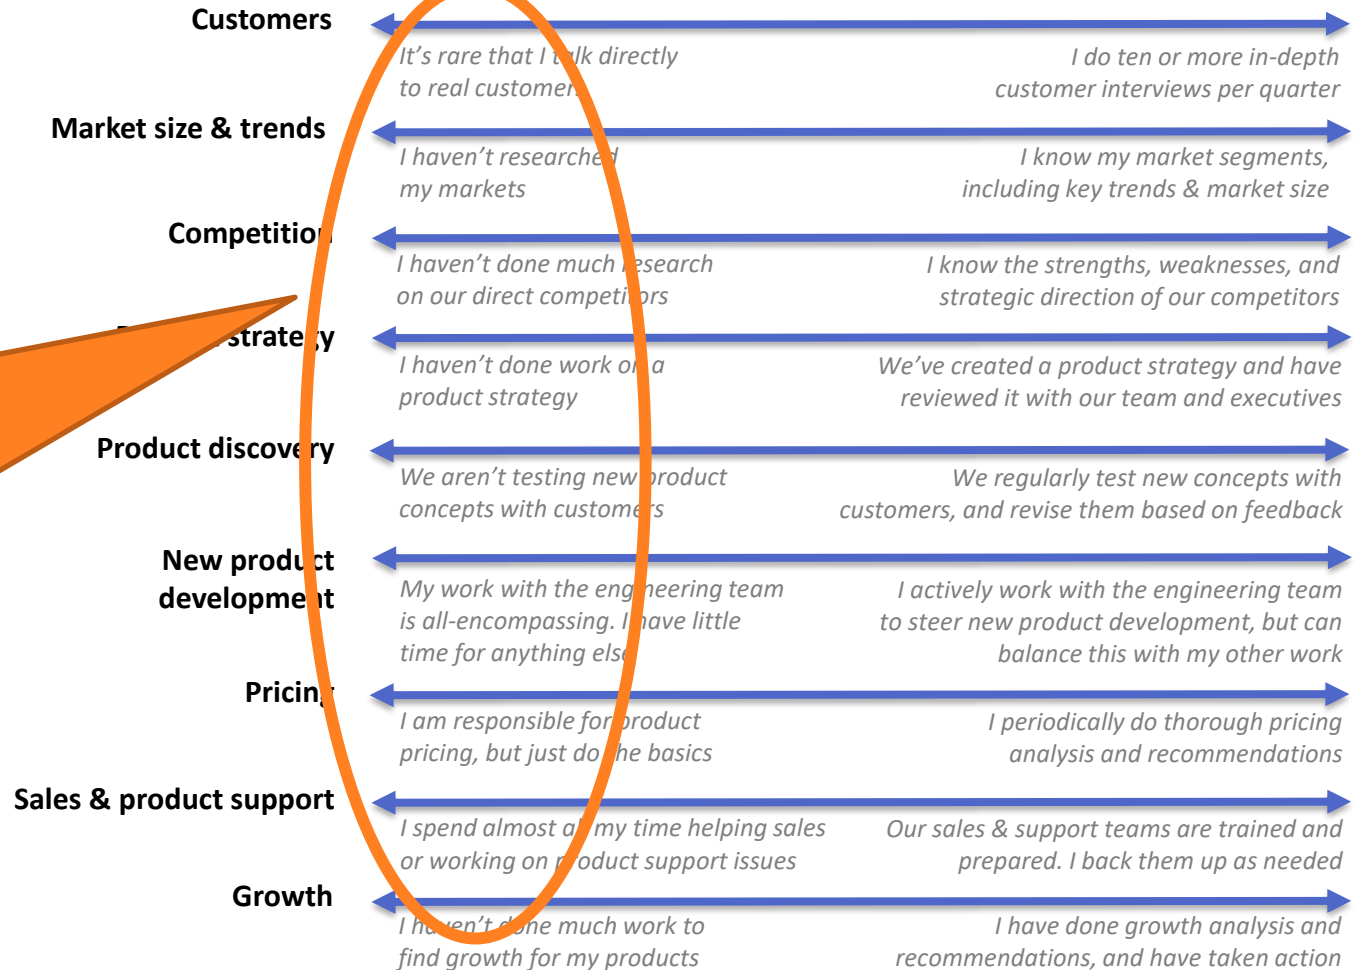 Customers
It's rare that I talk directly
to real customers
I do ten or more in-depth
customer interviews per quarter
Market size & trends
I haven't researched
my markets
I know my market segments,
including key trends & market size
Competition
I haven't done much research
on our direct competitors
I know the strengths, weaknesses, and
strategic direction of our competitors
strategy
I haven't done work on a
product strategy
We've created a product strategy and have
reviewed it with our team and executives
Product discovery
We aren't testing new product
concepts with customers
We regularly test new concepts with
customers, and revise them based on feedback
New product
development
My work with the engineering team
is all-encompassing. I have little
time for anything else
I actively work with the engineering team
to steer new product development, but can
balance this with my other work
Pricing
I am responsible for product
pricing, but just do the basics
I periodically do thorough pricing
analysis and recommendations
Sales & product support
I spend almost all my time helping sales
or working on product support issues
Our sales & support teams are trained and
prepared. I back them up as needed
Growth
I haven't done much work to
find growth for my products
I have done growth analysis and
recommendations, and have taken action